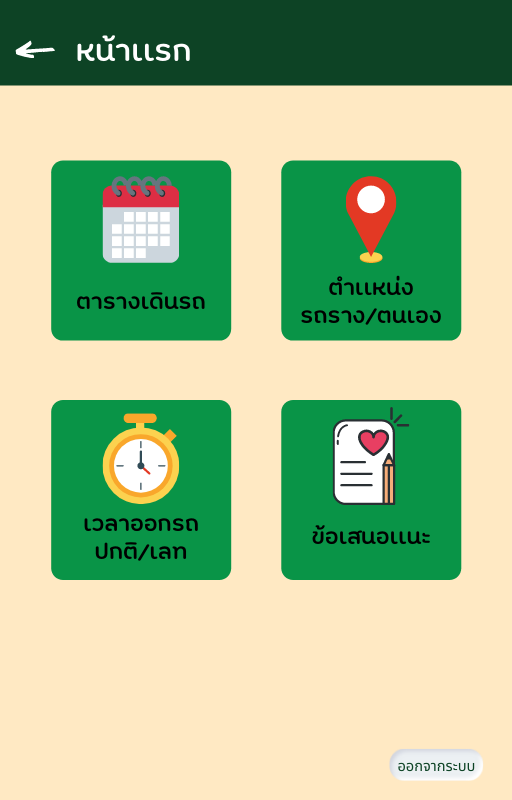 หน้าแรก
ตารางเดินรถ
ตำแหน่ง
รถราง/ตนเอง
เวลาออกรถ
ปกติ/เลท
ข้อเสนอแนะ
ออกจากระบบ